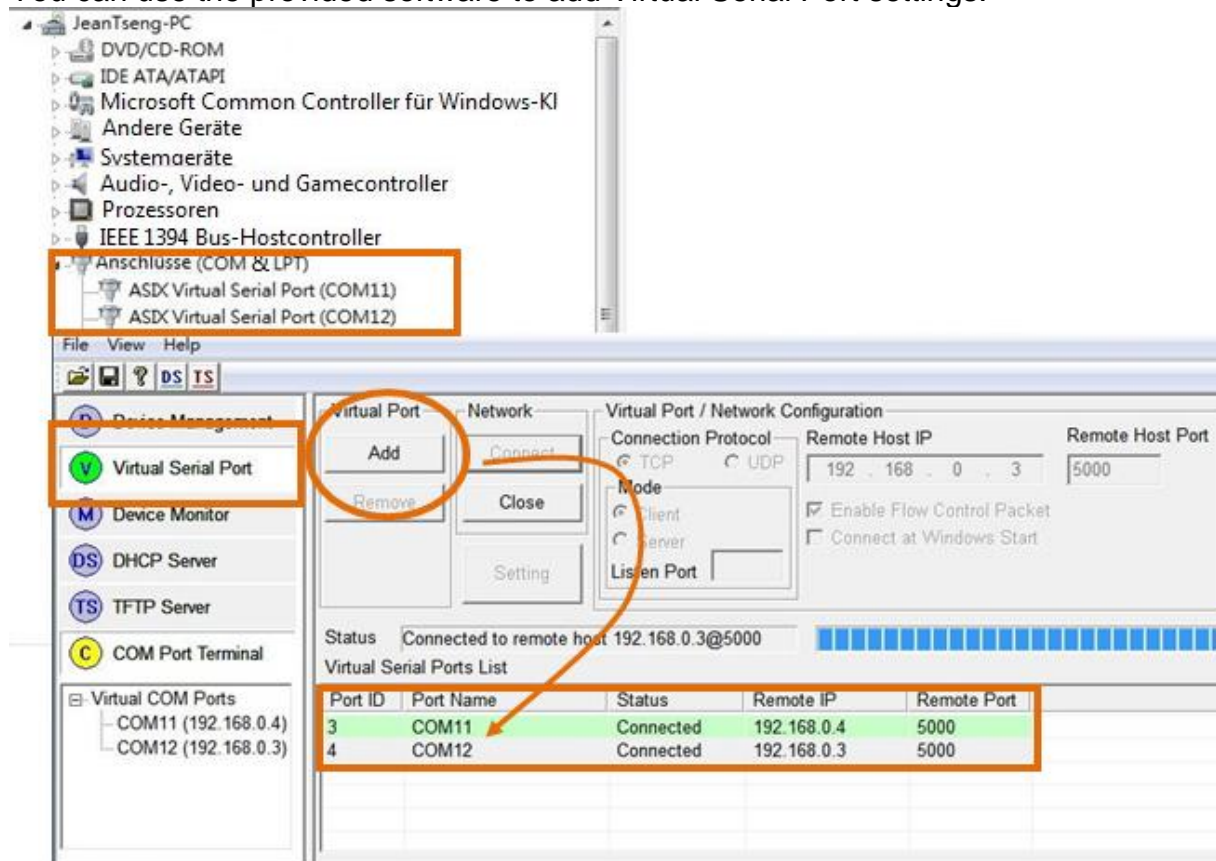 You can use the provided software to add Virtual Serial Port settings.
JeanTseng-PC
DVD/CD-ROM
IDE ATA/ATAPI
Microsoft Common Controller für Windows-Kl
Andere Geräte
Systemgeräte
Audio-, Video- und Gamecontroller
Prozessoren
IEEE 1394 Bus-Hostcontroller
Anschlüsse (COM & LPT)
ASIX Virtual Serial Port (COM11)
ASIX Virtual Serial Port (COM12)
File View Help
DS TS
D Device Management
V Virtual Serial Port
M Device Monitor
DS DHCP Server
TS TFTP Server
C COM Port Terminal
Virtual COM Ports
COM11 (192.168.0.4)
COM12 (192.168.0.3)
Virtual Port
Add
Remove
Network
Connect
Close
Setting
Virtual Port / Network Configuration
Connection Protocol
TCP UDP
Mode
Client
Server
Listen Port
Remote Host IP
192 . 168 . 0 . 3
Remote Host Port
5000
Enable Flow Control Packet
Connect at Windows Start
Status Connected to remote host 192.168.0.3@5000
Virtual Serial Ports List
Port ID Port Name Status Remote IP Remote Port
3 COM11 Connected 192.168.0.4 5000
4 COM12 Connected 192.168.0.3 5000